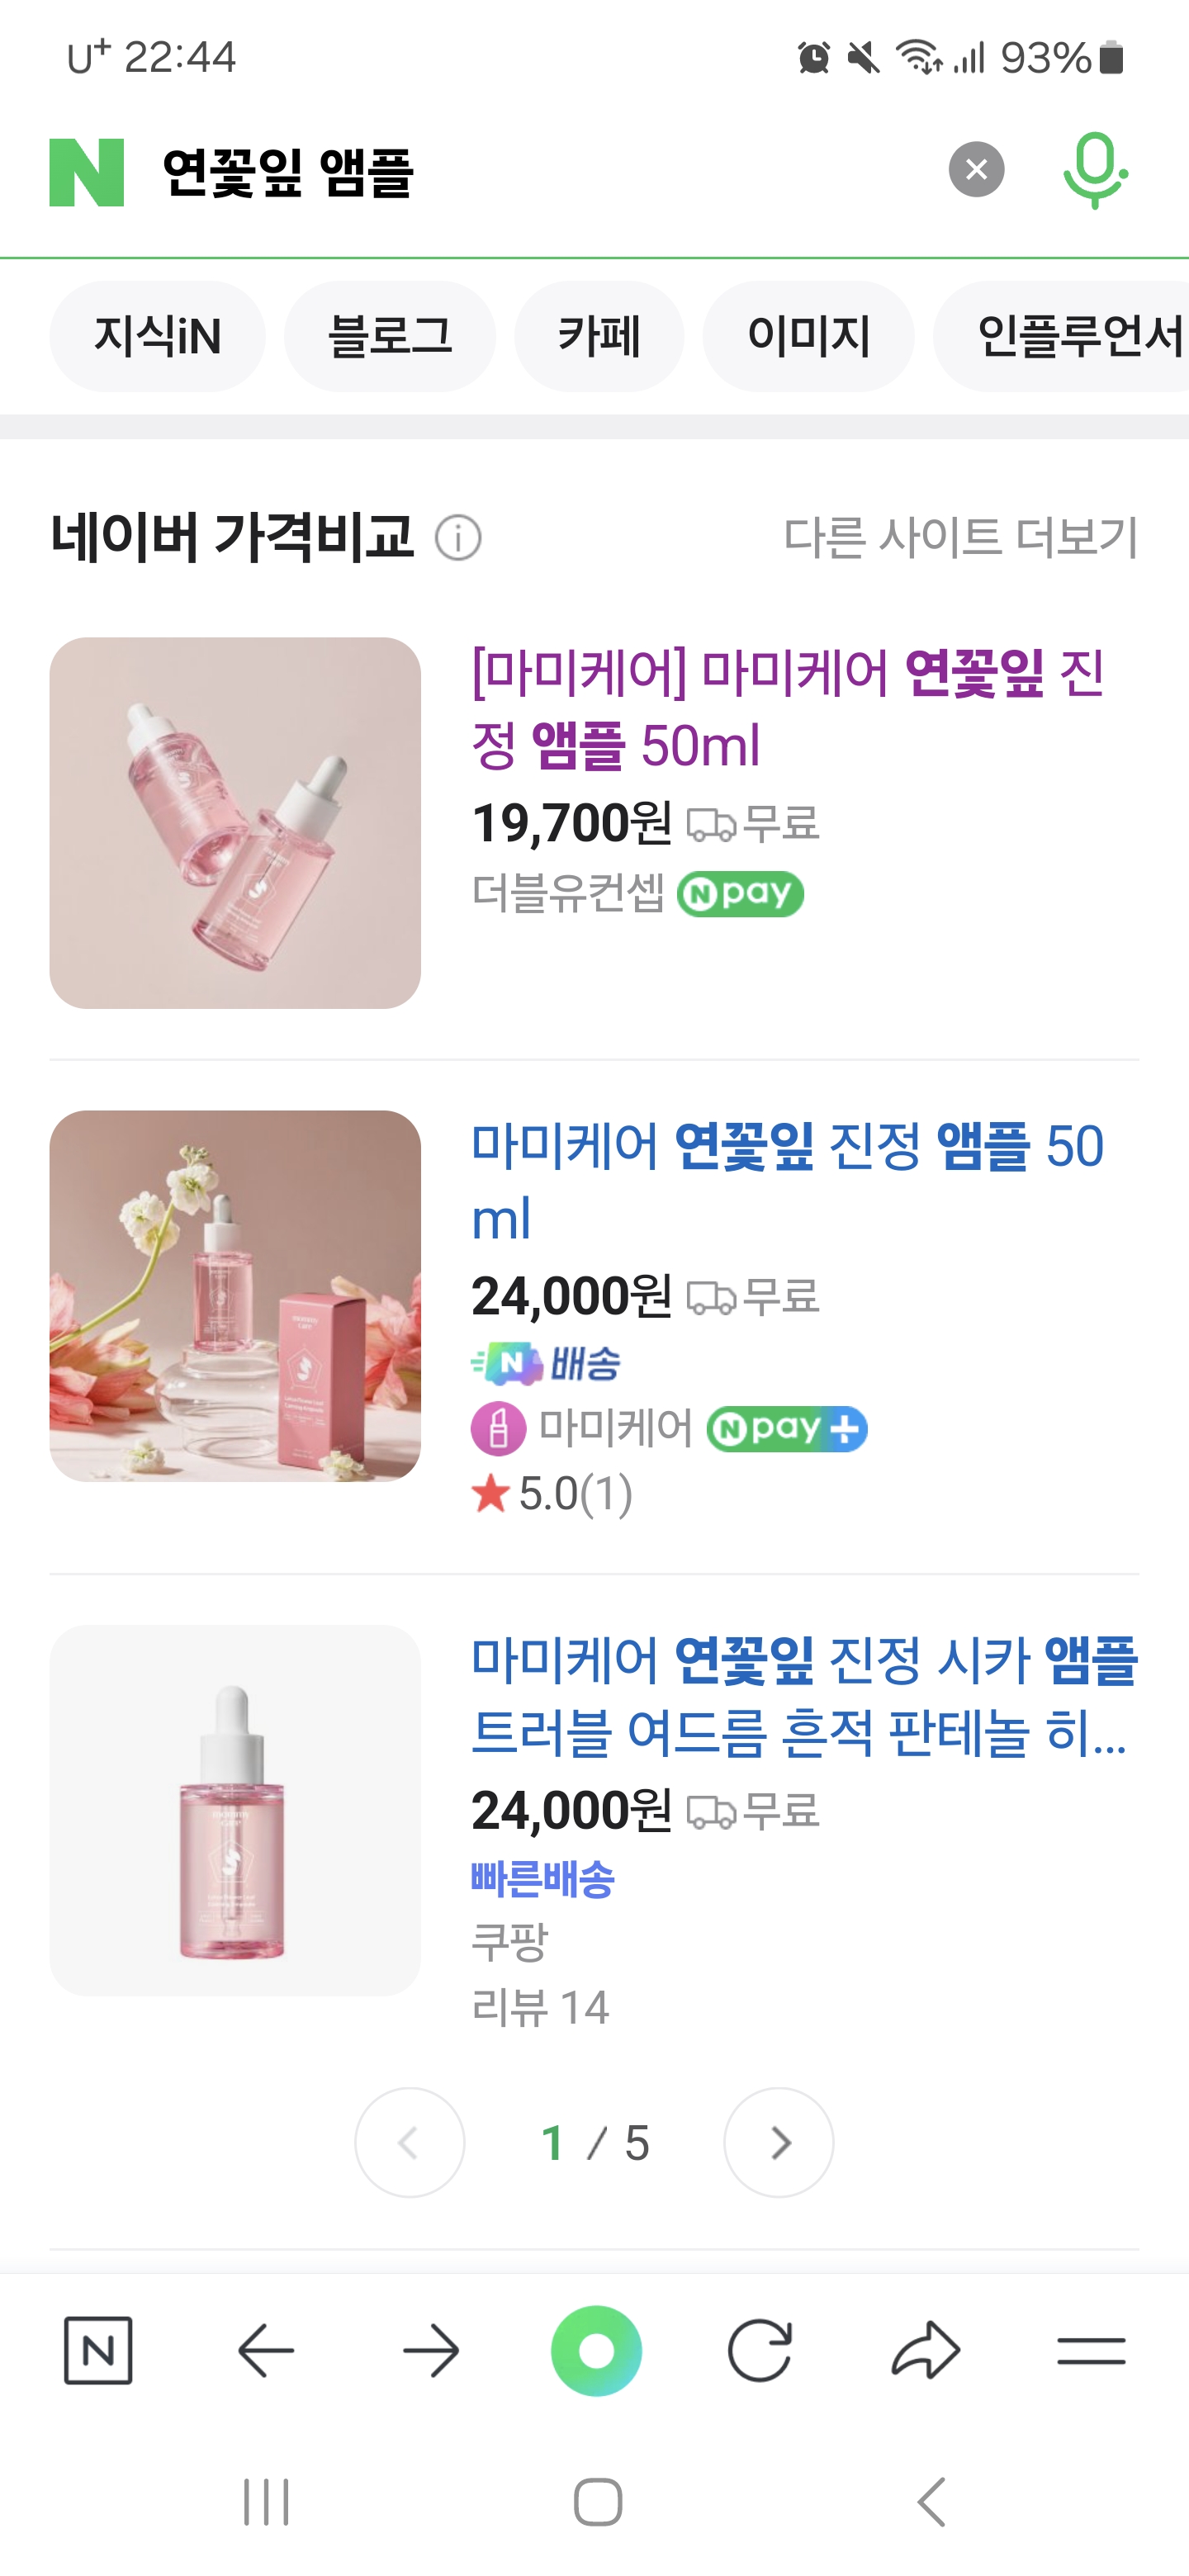 U+ 22:44 93%
N 연꽃잎 앰플
지식iN 블로그 카페 이미지 인플루언서
네이버 가격비교 다른 사이트 더보기
[마미케어] 마미케어 연꽃잎 진
정 앰플 50ml
19,700원 무료
더블유컨셉 N pay
마미케어 연꽃잎 진정 앰플 50
ml
24,000원 무료
N 배송
마미케어 N pay +
5.0(1)
마미케어 연꽃잎 진정 시카 앰플
트러블 여드름 흔적 판테놀 히...
24,000원 무료
빠른배송
쿠팡
리뷰 14
1 / 5
N